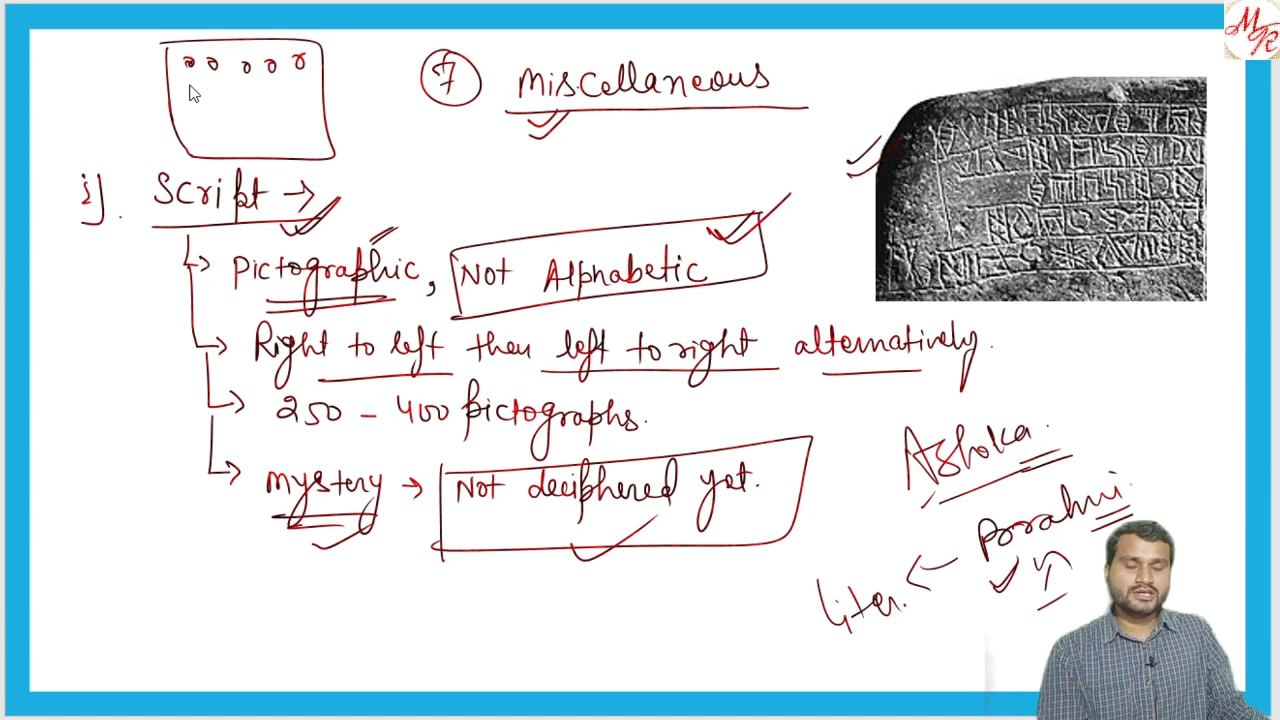 MR
7 Miscellaneous
i). Script →
Pictographic, Not Alphabetic
Right to left then left to right alternatively.
250 - 400 pictographs.
Mystery → Not deciphered yet.
Ashoka.
Brahmi.
liter.